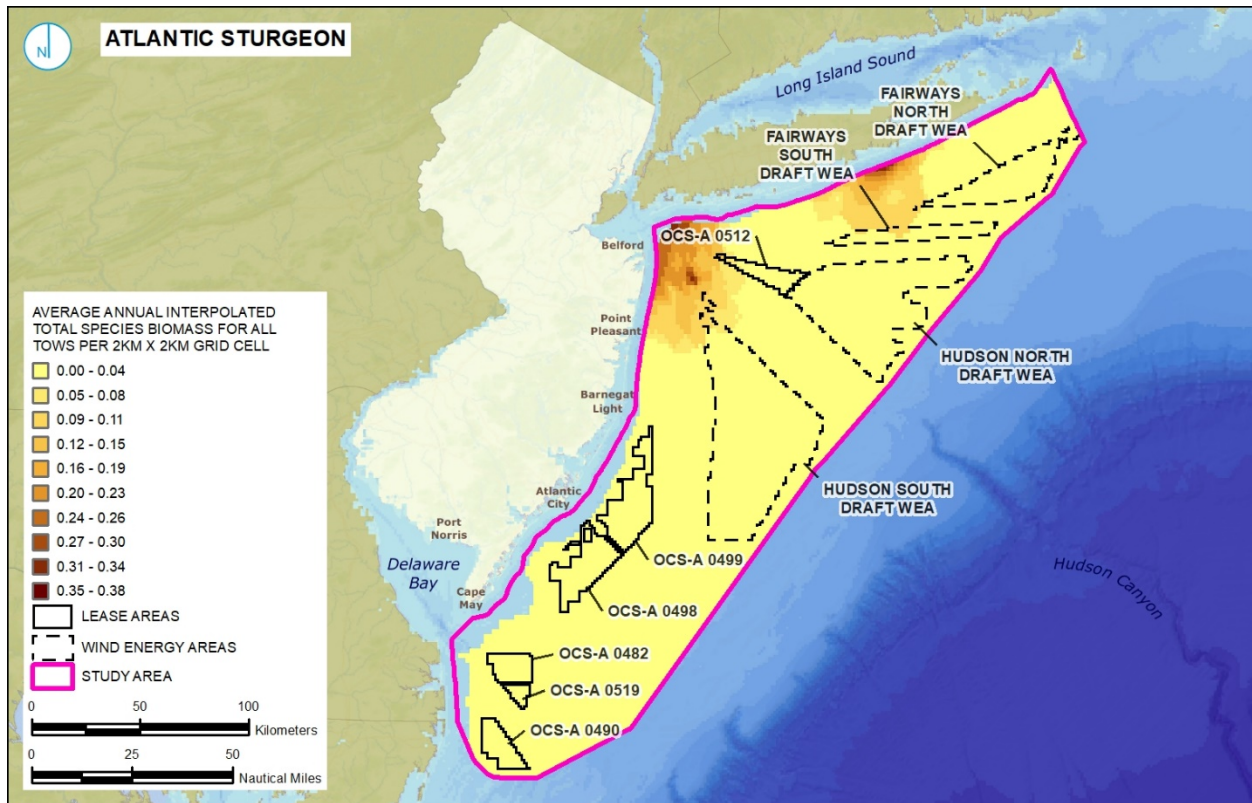 N
ATLANTIC STURGEON
Long Island Sound
FAIRWAYS
NORTH
DRAFT WEA
FAIRWAYS
SOUTH
DRAFT WEA
OCS-A 0512
Belford
Point
Pleasant
HUDSON NORTH
DRAFT WEA
Barnegat
Light
Atlantic
City
HUDSON SOUTH
DRAFT WEA
Port
Norris
Delaware
Bay
Cape
May
OCS-A 0499
OCS-A 0498
Hudson Canyon
OCS-A 0482
OCS-A 0519
OCS-A 0490
AVERAGE ANNUAL INTERPOLATED
TOTAL SPECIES BIOMASS FOR ALL
TOWS PER 2KM X 2KM GRID CELL
0.00 - 0.04
0.05 - 0.08
0.09 - 0.11
0.12 - 0.15
0.16 - 0.19
0.20 - 0.23
0.24 - 0.26
0.27 - 0.30
0.31 - 0.34
0.35 - 0.38
LEASE AREAS
WIND ENERGY AREAS
STUDY AREA
0 50 100
Kilometers
0 25 50
Nautical Miles